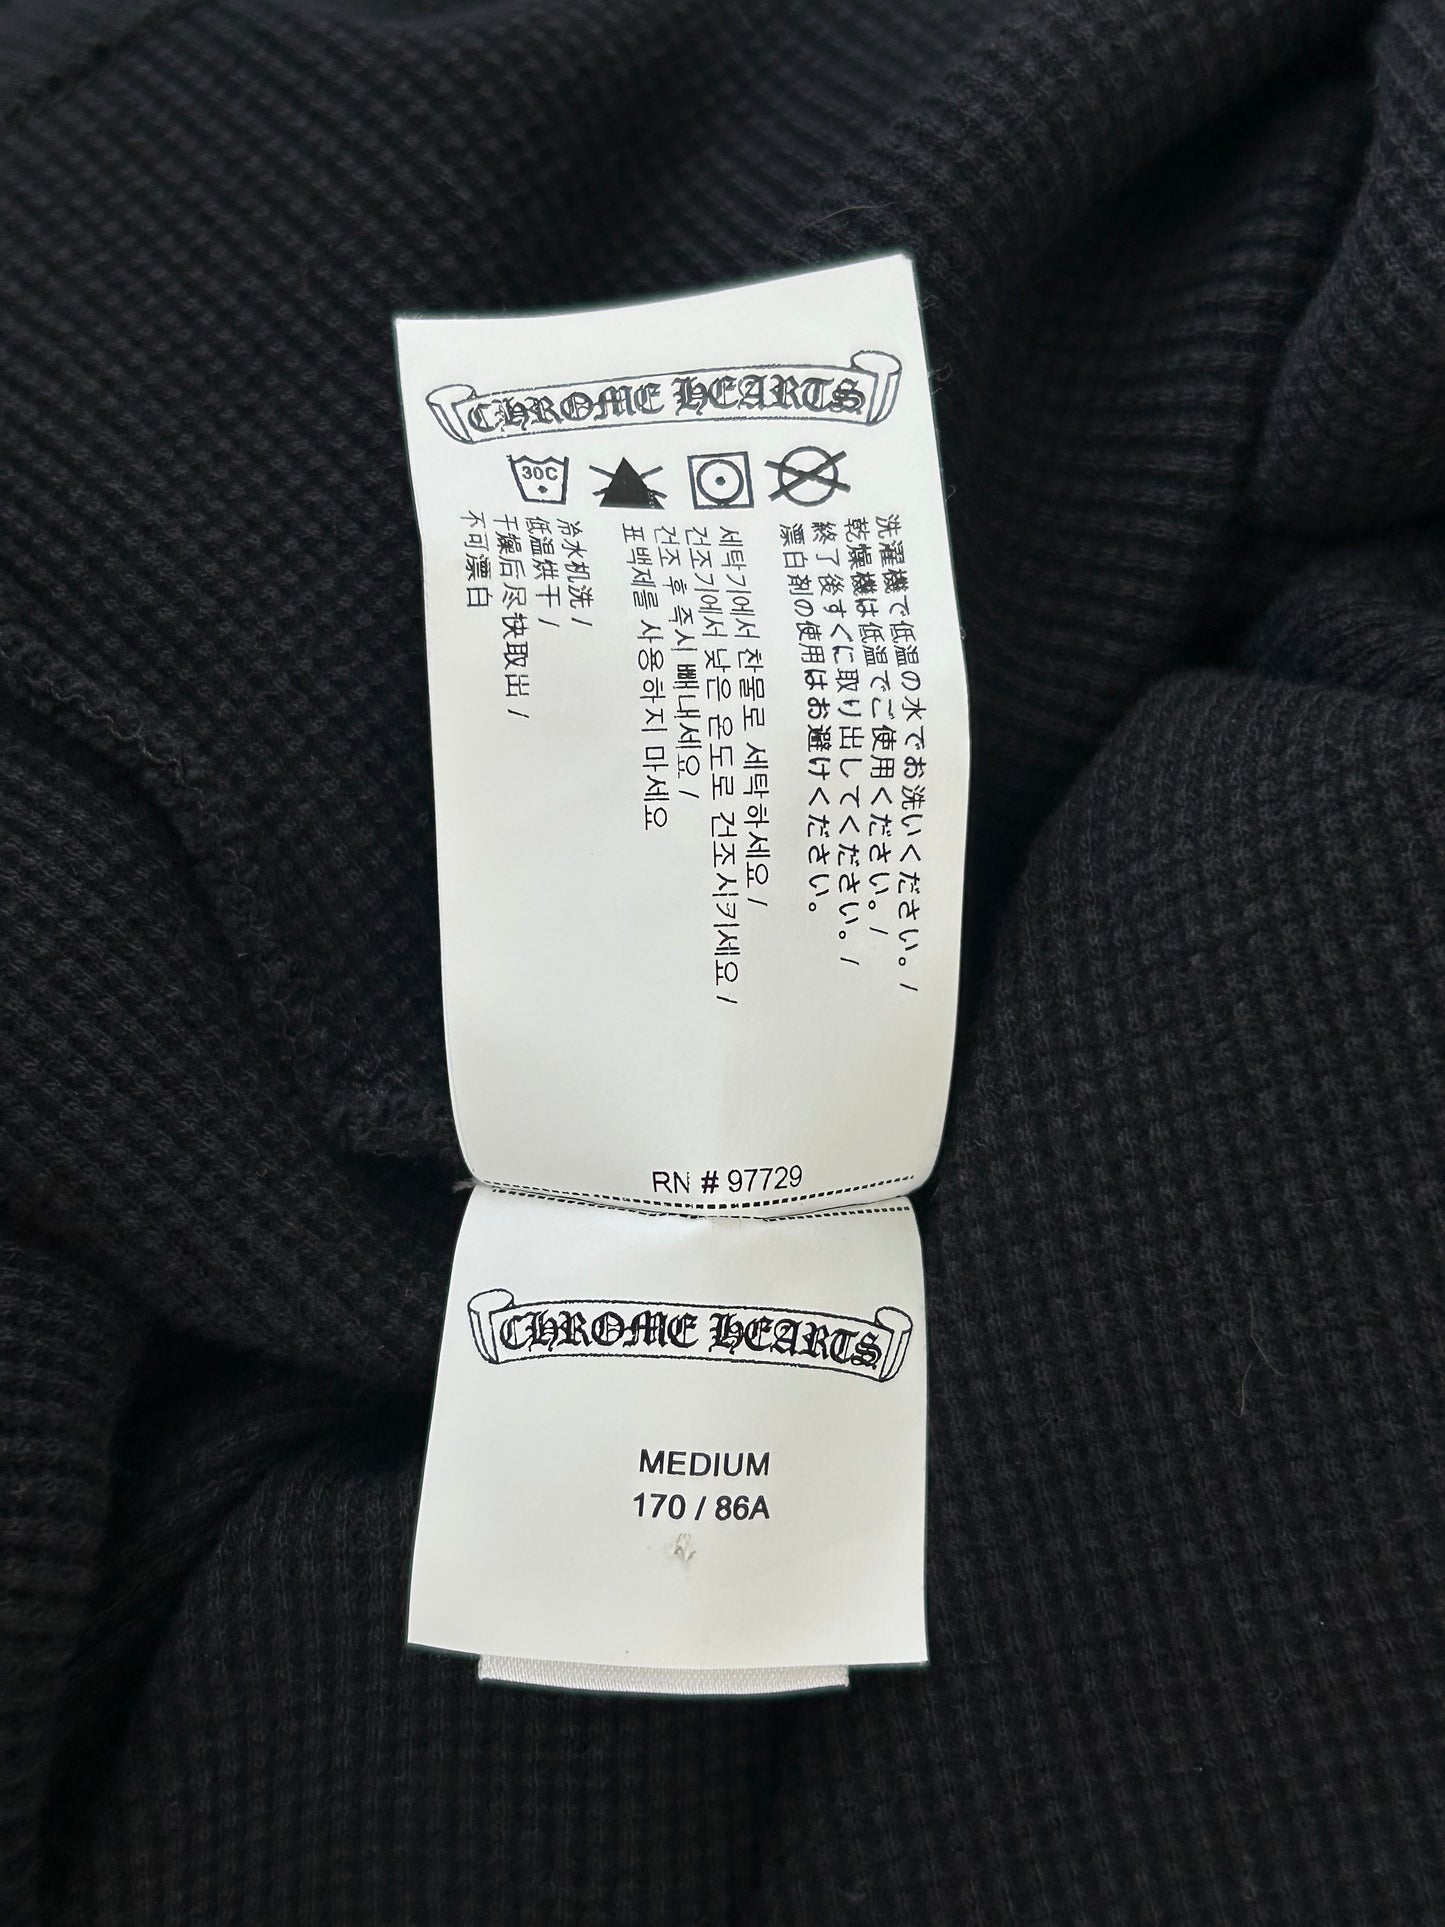 CHROME HEARTS
30C
洗濯機で低温の水でお洗いください。/
乾燥機は低温でご使用ください。/
終了後すぐに取り出してください。/
漂白剤の使用はお避けください。
세탁기에서 찬물로 세탁하세요 /
건조기에서 낮은 온도로 건조시키세요 /
건조 후 즉시 빼내세요 /
표백제를 사용하지 마세요
冷水机洗 /
低温烘干 /
干燥后尽快取出 /
不可漂白
RN # 97729
CHROME HEARTS
MEDIUM
170 / 86A